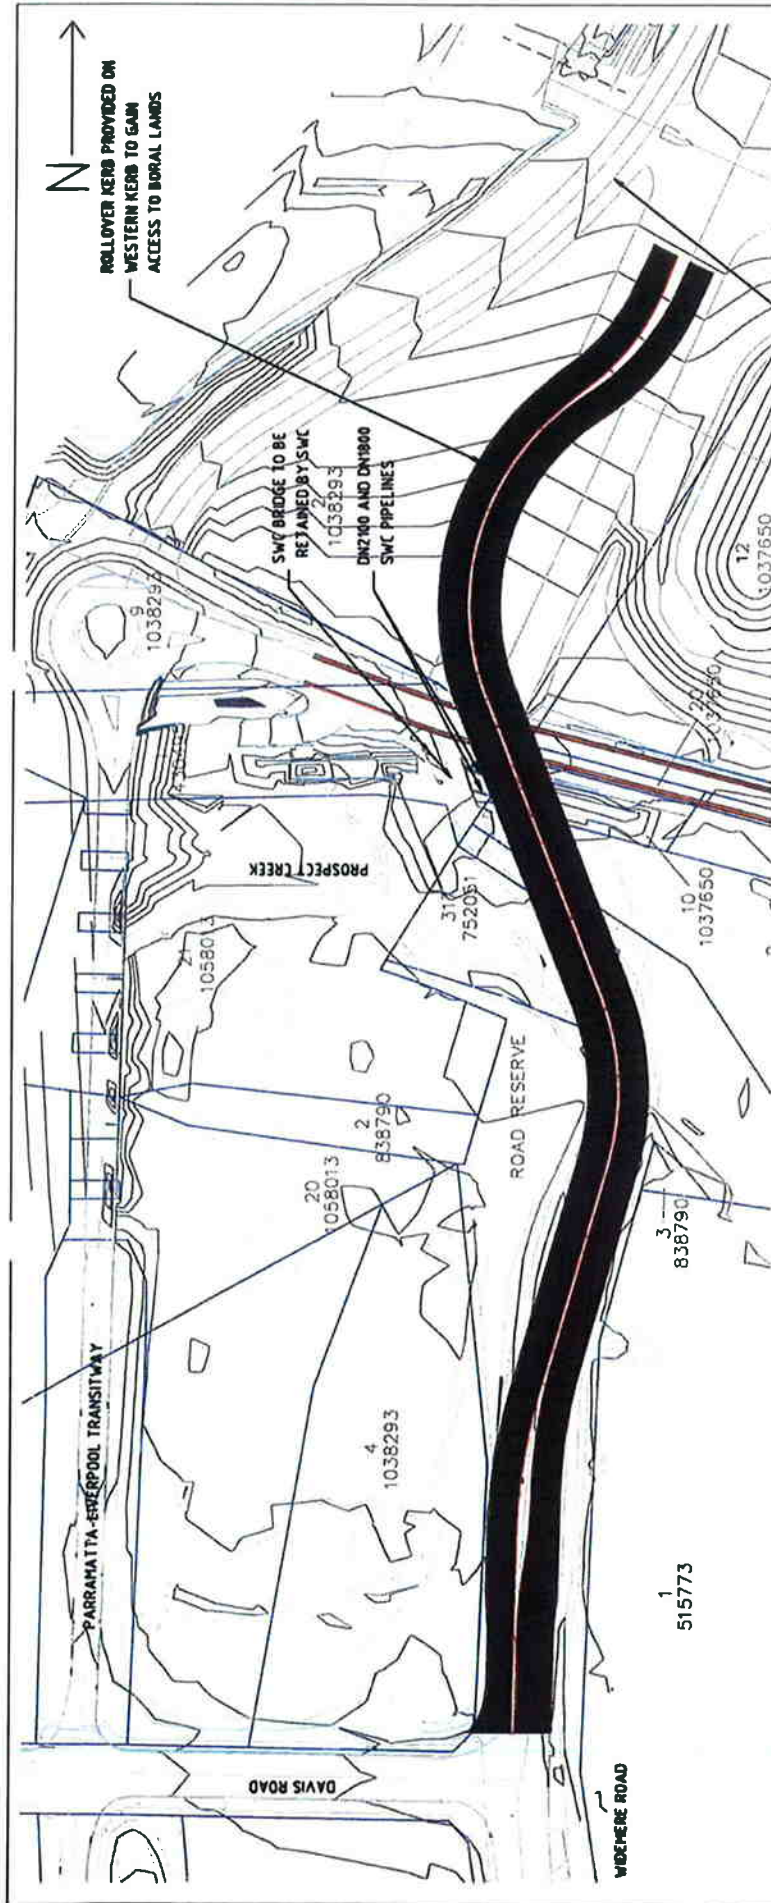 N
ROLLOVER KERB PROVIDED ON
WESTERN KERB TO GAIN
ACCESS TO BORAL LANDS
SWC BRIDGE TO BE
RETAINED BY SWC
2
1038293
DN2100 AND DN1800
SWC PIPELINES
9
12
1037650
20
1037650
PROSPECT CREEK
31
752051
10
1037650
21
1058013
ROAD RESERVE
2
838790
20
1058013
3
838790
PARRAMATTA-LIVERPOOL TRANSITWAY
4
1038293
1
515773
DAVIS ROAD
WIDEMERE ROAD